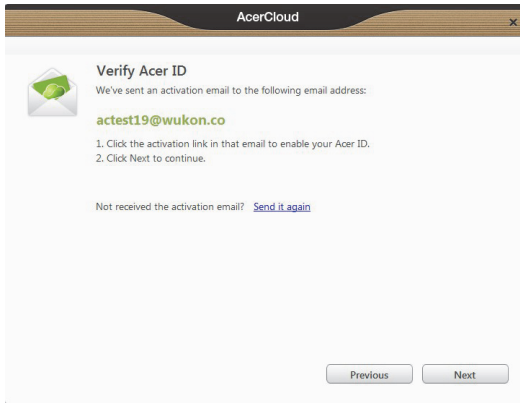 AcerCloud
Verify Acer ID
We've sent an activation email to the following email address:
actest19@wukon.co
1. Click the activation link in that email to enable your Acer ID.
2. Click Next to continue.
Not received the activation email? Send it again
Previous Next